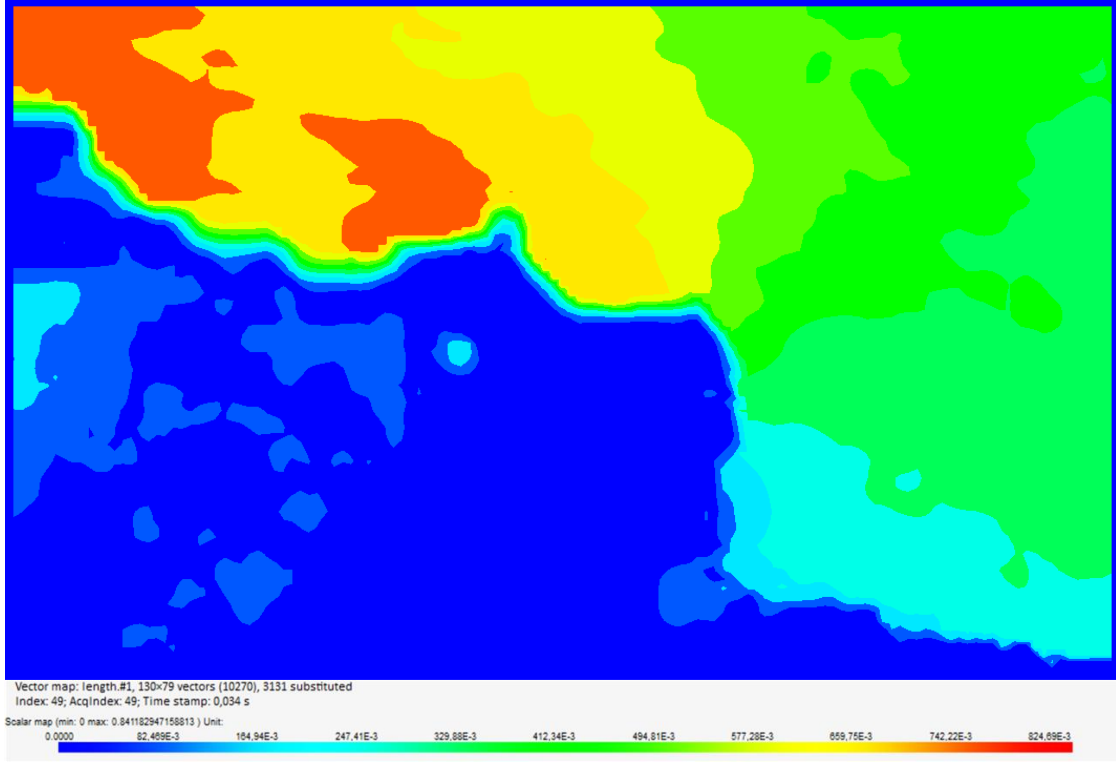 Vector map: length.#1, 130×79 vectors (10270), 3131 substituted
Index: 49; AcqIndex: 49; Time stamp: 0,034 s
Scalar map (min: 0 max: 0.841182947158813 ) Unit:
0.0000 82,469E-3 164,94E-3 247,41E-3 329,88E-3 412,34E-3 494,81E-3 577,28E-3 659,75E-3 742,22E-3 824,69E-3